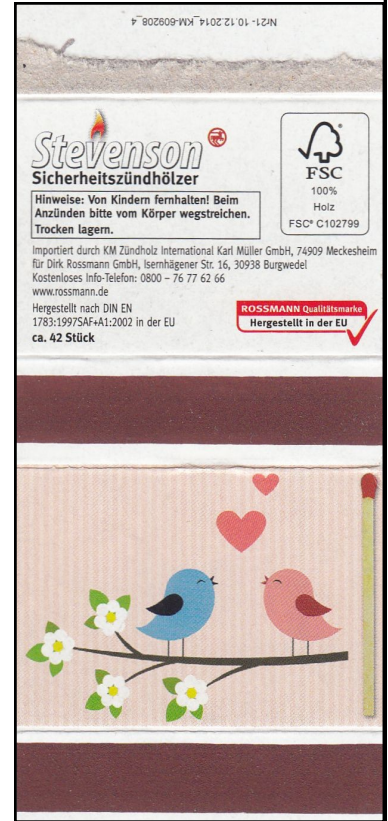 Nr21- 10.12.2014_KM-609208_4
Stevenson
Sicherheitszündhölzer
Hinweise: Von Kindern fernhalten! Beim
Anzünden bitte vom Körper wegstreichen.
Trocken lagern.
FSC
100%
Holz
FSC® C102799
Importiert durch KM Zündholz International Karl Müller GmbH, 74909 Meckesheim
für Dirk Rossmann GmbH, Isernhägener Str. 16, 30938 Burgwedel
Kostenloses Info-Telefon: 0800 – 76 77 62 66
www.rossmann.de
Hergestellt nach DIN EN
1783:1997SAF+A1:2002 in der EU
ca. 42 Stück
ROSSMANN Qualitätsmarke
Hergestellt in der EU